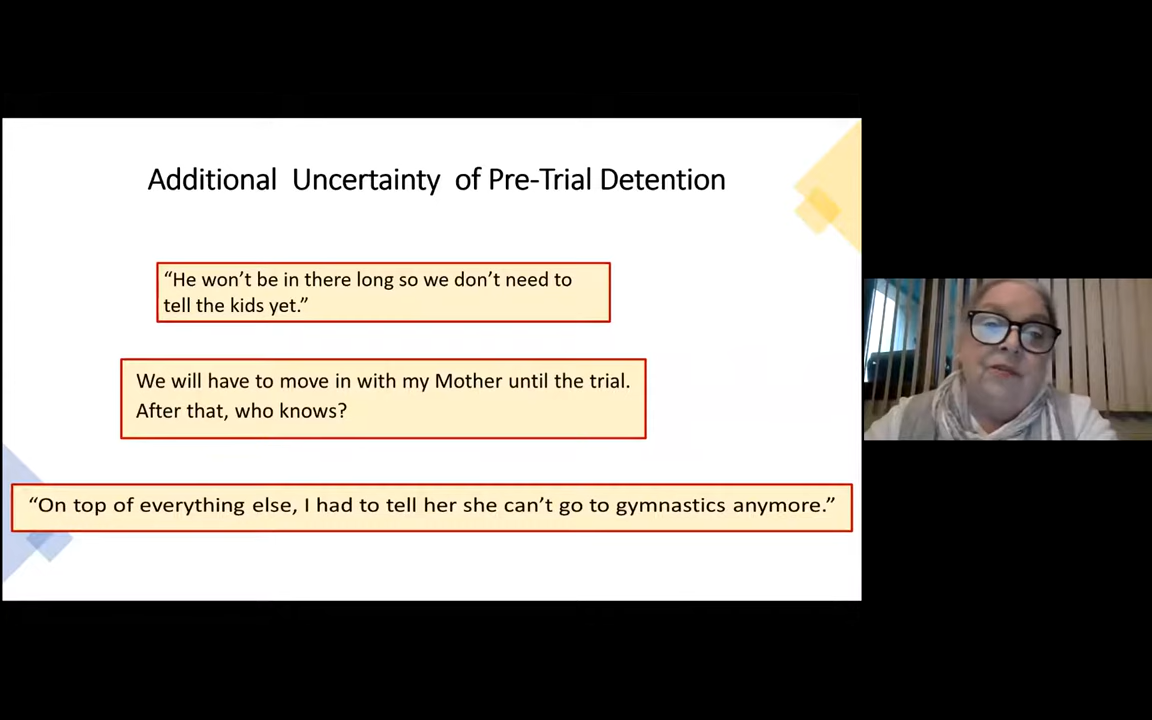 Additional Uncertainty of Pre-Trial Detention
“He won’t be in there long so we don’t need to
tell the kids yet.”
We will have to move in with my Mother until the trial.
After that, who knows?
“On top of everything else, I had to tell her she can’t go to gymnastics anymore.”